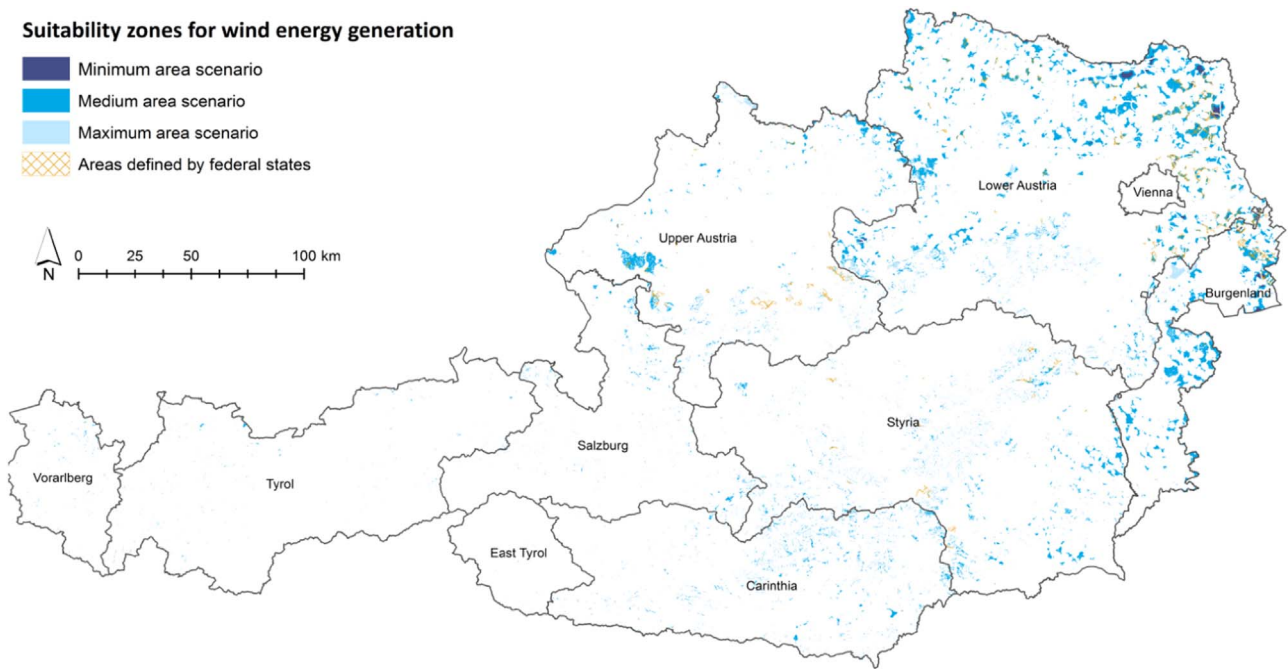 Suitability zones for wind energy generation
Minimum area scenario
Medium area scenario
Maximum area scenario
Areas defined by federal states
N
0 25 50 100 km
Lower Austria
Vienna
Upper Austria
Burgenland
Styria
Salzburg
Vorarlberg
Tyrol
East Tyrol
Carinthia